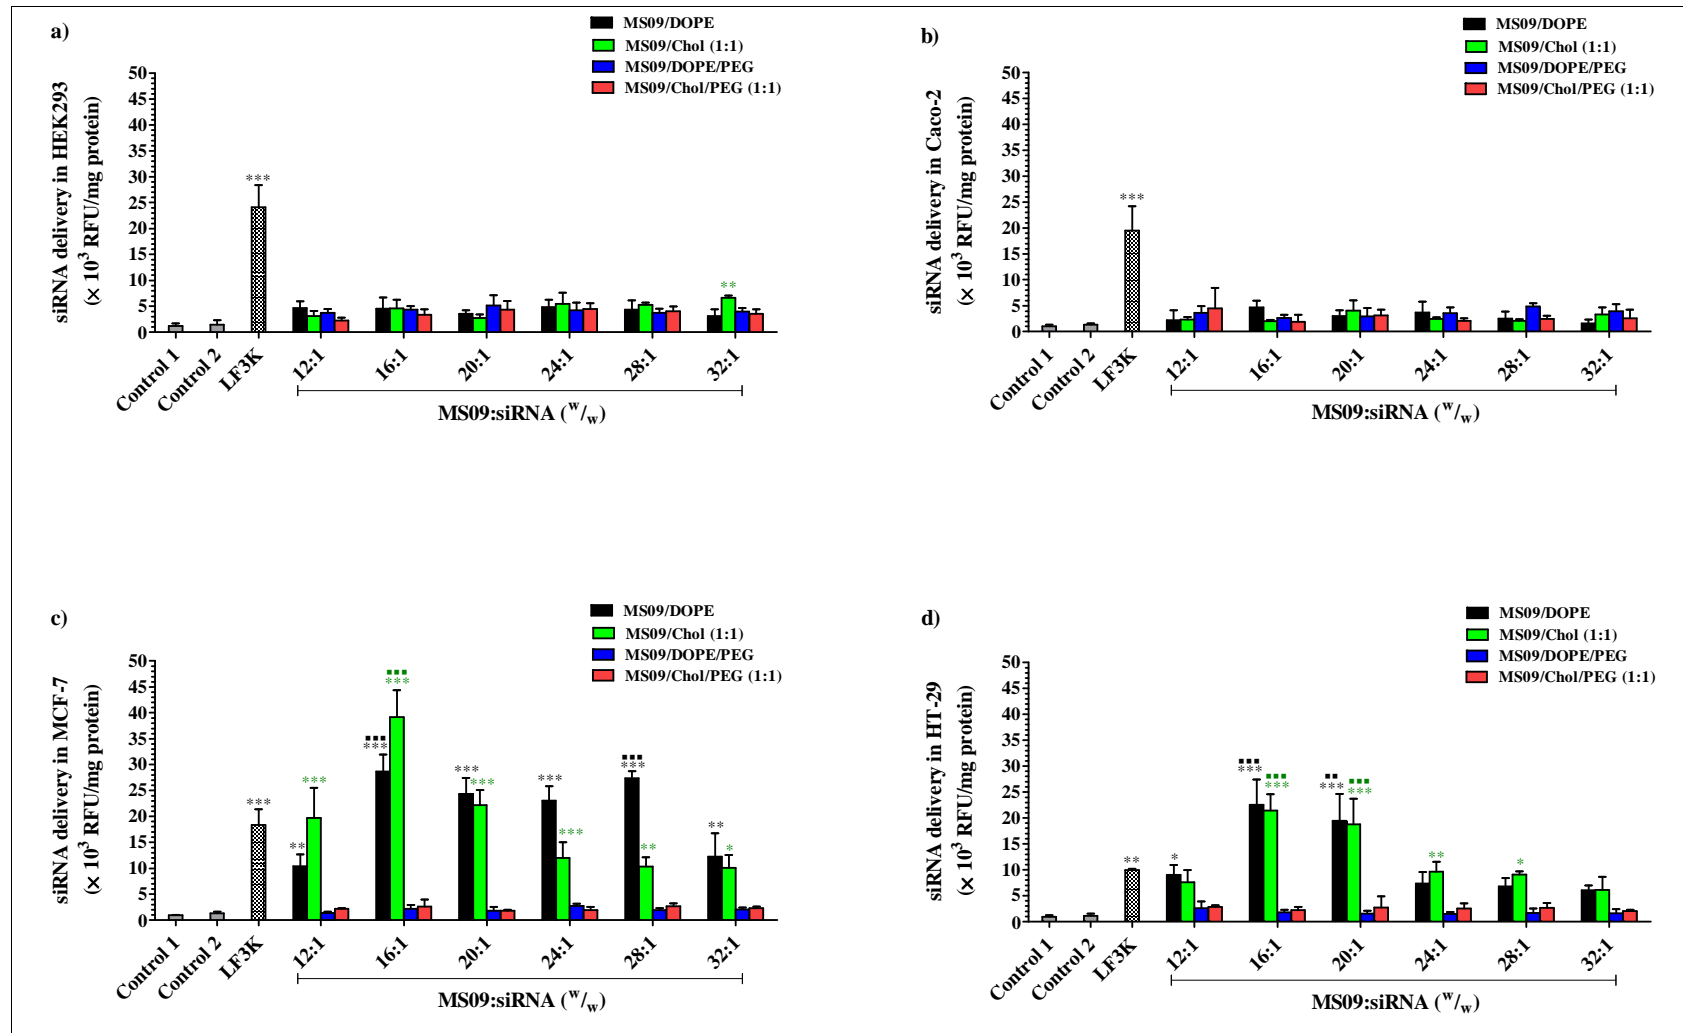 a)
MS09/DOPE
MS09/Chol (1:1)
MS09/DOPE/PEG
MS09/Chol/PEG (1:1)
siRNA delivery in HEK293
(× 10³ RFU/mg protein)
50
45
40
35
30
25
20
15
10
5
0
***
**
Control 1
Control 2
LF3K
12:1
16:1
20:1
24:1
28:1
32:1
MS09:siRNA (w/w)
b)
MS09/DOPE
MS09/Chol (1:1)
MS09/DOPE/PEG
MS09/Chol/PEG (1:1)
siRNA delivery in Caco-2
(× 10³ RFU/mg protein)
50
45
40
35
30
25
20
15
10
5
0
***
Control 1
Control 2
LF3K
12:1
16:1
20:1
24:1
28:1
32:1
MS09:siRNA (w/w)
c)
MS09/DOPE
MS09/Chol (1:1)
MS09/DOPE/PEG
MS09/Chol/PEG (1:1)
siRNA delivery in MCF-7
(× 10³ RFU/mg protein)
50
45
40
35
30
25
20
15
10
5
0
***
**
***
***
***
***
***
***
***
***
**
**
*
Control 1
Control 2
LF3K
12:1
16:1
20:1
24:1
28:1
32:1
MS09:siRNA (w/w)
d)
MS09/DOPE
MS09/Chol (1:1)
MS09/DOPE/PEG
MS09/Chol/PEG (1:1)
siRNA delivery in HT-29
(× 10³ RFU/mg protein)
50
45
40
35
30
25
20
15
10
5
0
**
*
***
***
***
***
**
*
Control 1
Control 2
LF3K
12:1
16:1
20:1
24:1
28:1
32:1
MS09:siRNA (w/w)